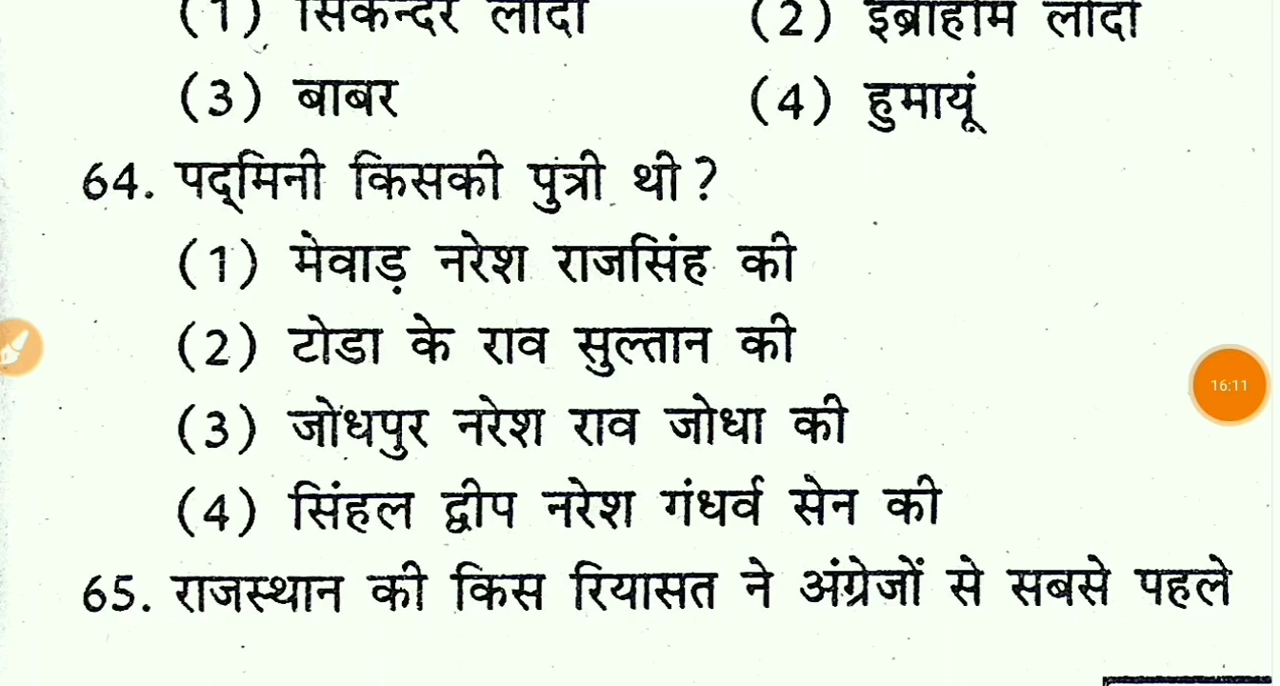 (1) सिकन्दर लोदी (2) इब्राहीम लोदी
(3) बाबर (4) हुमायूं
64. पद्‌मिनी किसकी पुत्री थी?
(1) मेवाड़ नरेश राजसिंह की
(2) टोडा के राव सुल्तान की
(3) जोधपुर नरेश राव जोधा की
(4) सिंहल द्वीप नरेश गंधर्व सेन की
16:11
65. राजस्थान की किस रियासत ने अंग्रेजों से सबसे पहले